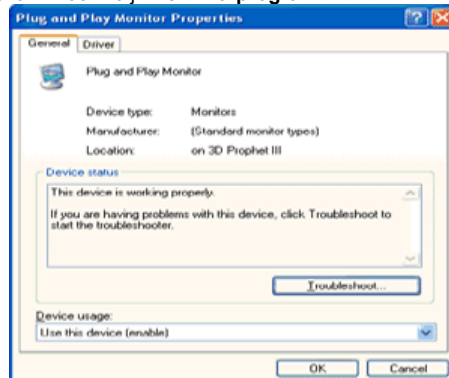 Plug and Play Monitor Properties
General Driver
Plug and Play Monitor
Device type: Monitors
Manufacturer: (Standard monitor types)
Location: on 3D Prophet III
Device status
This device is working properly.
If you are having problems with this device, click Troubleshoot to
start the troubleshooter.
Troubleshoot...
Device usage:
Use this device (enable)
OK Cancel